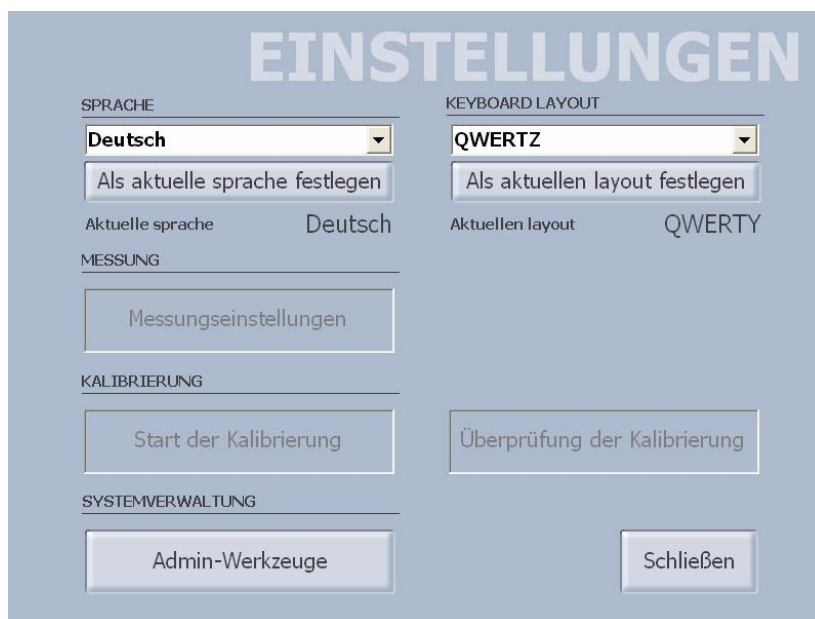 EINSTELLUNGEN
SPRACHE
KEYBOARD LAYOUT
Deutsch
QWERTZ
Als aktuelle sprache festlegen
Als aktuellen layout festlegen
Aktuelle sprache Deutsch
Aktuellen layout QWERTY
MESSUNG
Messungseinstellungen
KALIBRIERUNG
Start der Kalibrierung
Überprüfung der Kalibrierung
SYSTEMVERWALTUNG
Admin-Werkzeuge
Schließen